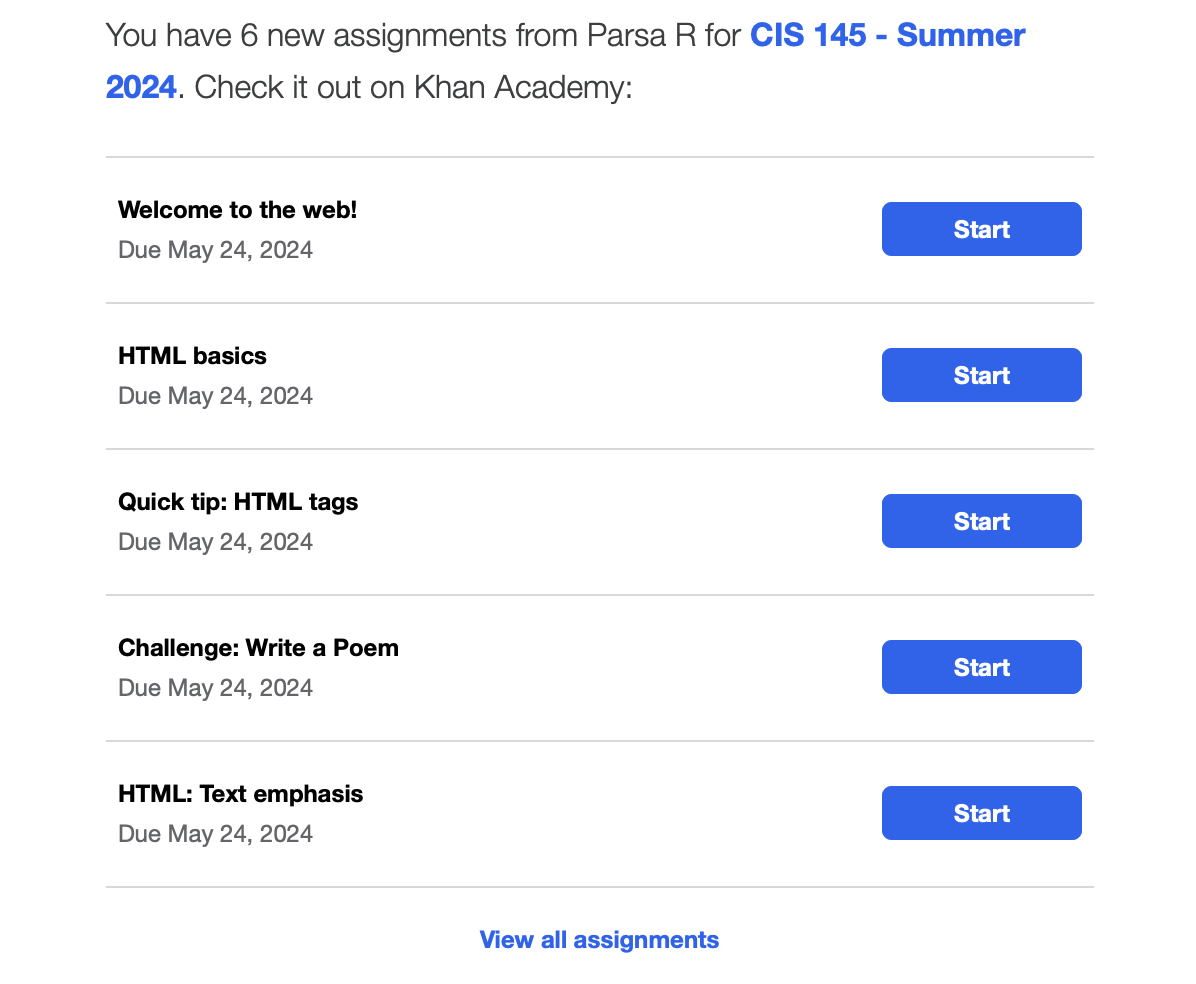 You have 6 new assignments from Parsa R for CIS 145 - Summer
2024. Check it out on Khan Academy:
Welcome to the web!
Due May 24, 2024
Start
HTML basics
Due May 24, 2024
Start
Quick tip: HTML tags
Due May 24, 2024
Start
Challenge: Write a Poem
Due May 24, 2024
Start
HTML: Text emphasis
Due May 24, 2024
Start
View all assignments